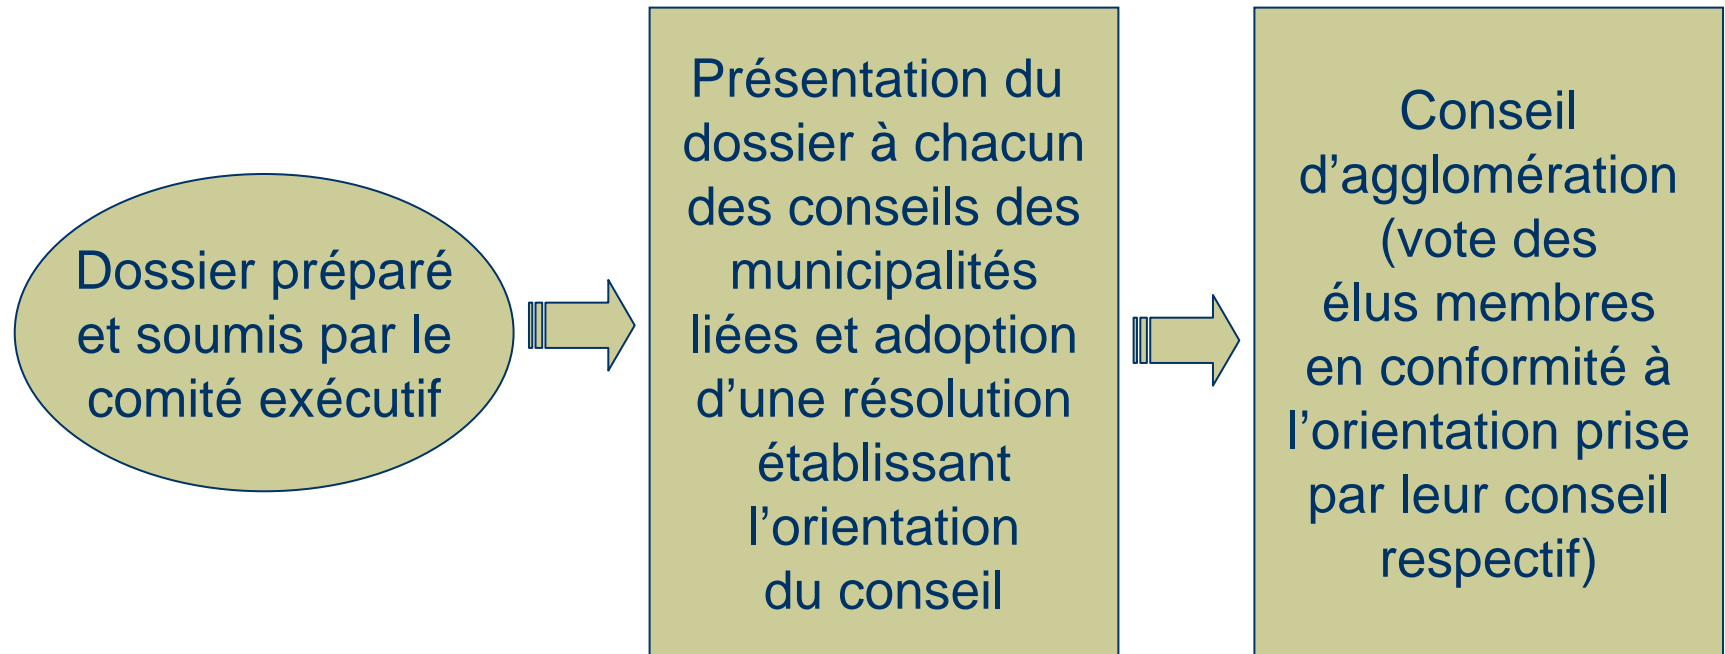 Dossier préparé
et soumis par le
comité exécutif
Présentation du
dossier à chacun
des conseils des
municipalités
liées et adoption
d’une résolution
établissant
l’orientation
du conseil
Conseil
d’agglomération
(vote des
élus membres
en conformité à
l’orientation prise
par leur conseil
respectif)